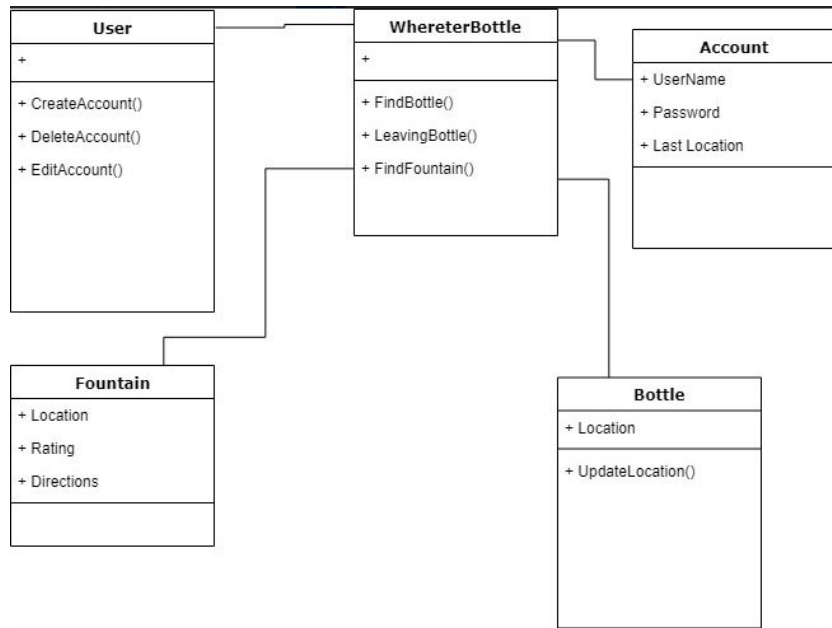 User
+
+ CreateAccount()
+ DeleteAccount()
+ EditAccount()
WhereterBottle
+
+ FindBottle()
+ LeavingBottle()
+ FindFountain()
Account
+ UserName
+ Password
+ Last Location
Fountain
+ Location
+ Rating
+ Directions
Bottle
+ Location
+ UpdateLocation()